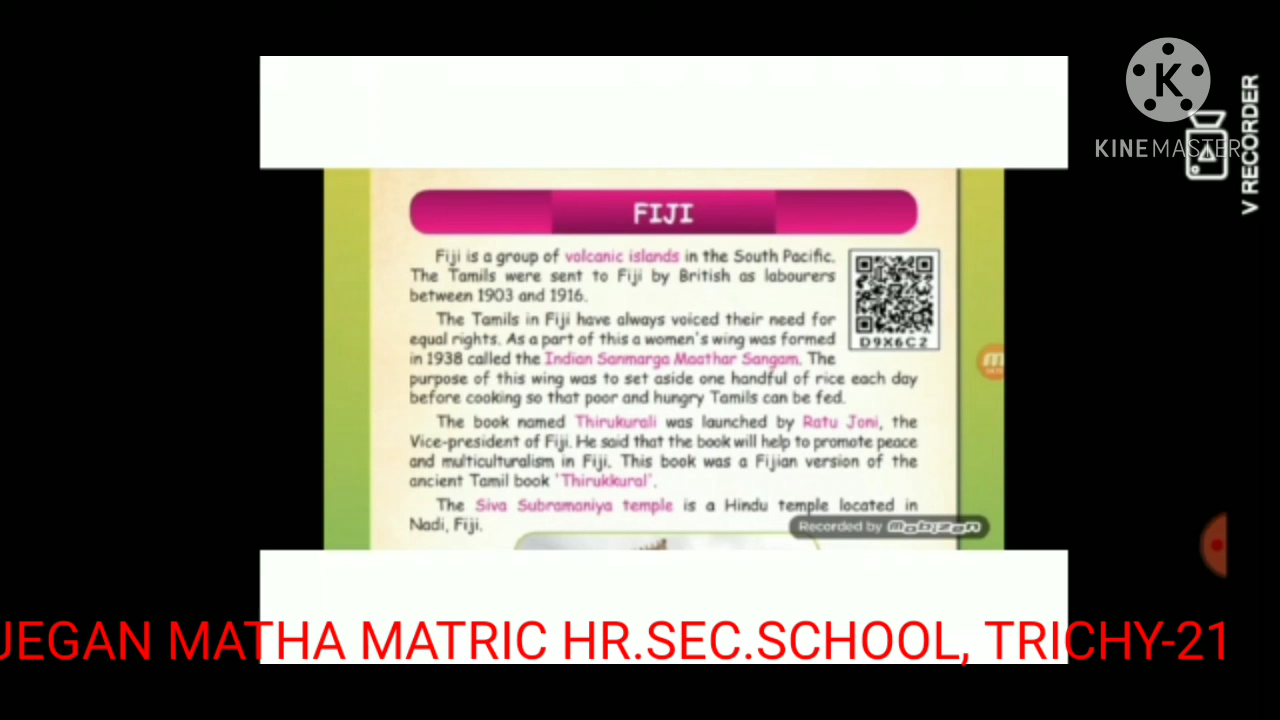 K
KINEMASTER
V RECORDER
FIJI
Fiji is a group of volcanic islands in the South Pacific.
The Tamils were sent to Fiji by British as labourers
between 1903 and 1916.
D9X6C2
The Tamils in Fiji have always voiced their need for
equal rights. As a part of this a women's wing was formed
in 1938 called the Indian Sanmarga Maathar Sangam. The
purpose of this wing was to set aside one handful of rice each day
before cooking so that poor and hungry Tamils can be fed.
The book named Thirukurali was launched by Ratu Joni, the
Vice-president of Fiji. He said that the book will help to promote peace
and multiculturalism in Fiji. This book was a Fijian version of the
ancient Tamil book 'Thirukkural'.
The Siva Subramaniya temple is a Hindu temple located in
Nadi, Fiji.
Recorded by Mobizen
JEGAN MATHA MATRIC HR.SEC.SCHOOL, TRICHY-21